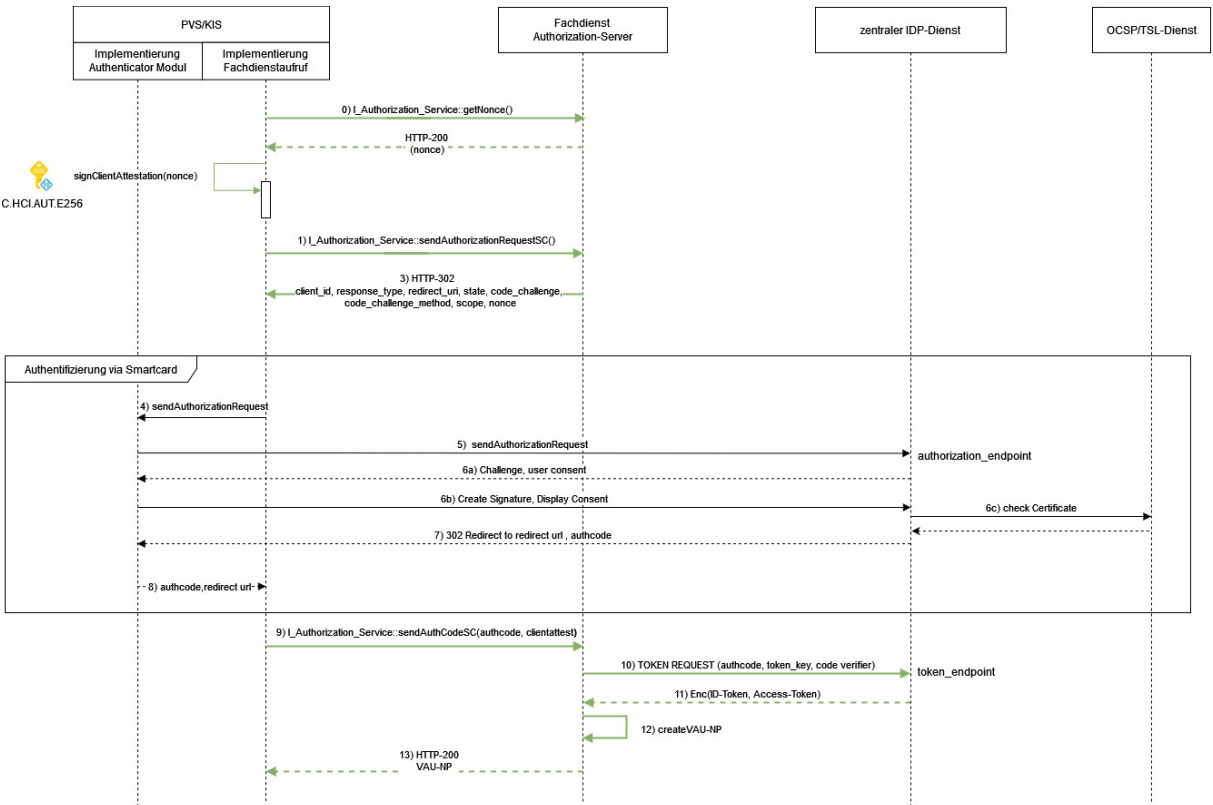 PVS/KIS
Implementierung
Authenticator Modul
Implementierung
Fachdienstaufruf
Fachdienst
Authorization-Server
zentraler IDP-Dienst
OCSP/TSL-Dienst
0) I_Authorization_Service::getNonce()
HTTP-200
(nonce)
signClientAttestation(nonce)
C.HCI.AUT.E256
1) I_Authorization_Service::sendAuthorizationRequestSC()
3) HTTP-302
client_id, response_type, redirect_uri, state, code_challenge,
code_challenge_method, scope, nonce
Authentifizierung via Smartcard
4) sendAuthorizationRequest
5) sendAuthorizationRequest
authorization_endpoint
6a) Challenge, user consent
6b) Create Signature, Display Consent
6c) check Certificate
7) 302 Redirect to redirect url , authcode
8) authcode,redirect url
9) I_Authorization_Service::sendAuthCodeSC(authcode, clientattest)
10) TOKEN REQUEST (authcode, token_key, code verifier)
token_endpoint
11) Enc(ID-Token, Access-Token)
12) createVAU-NP
13) HTTP-200
VAU-NP